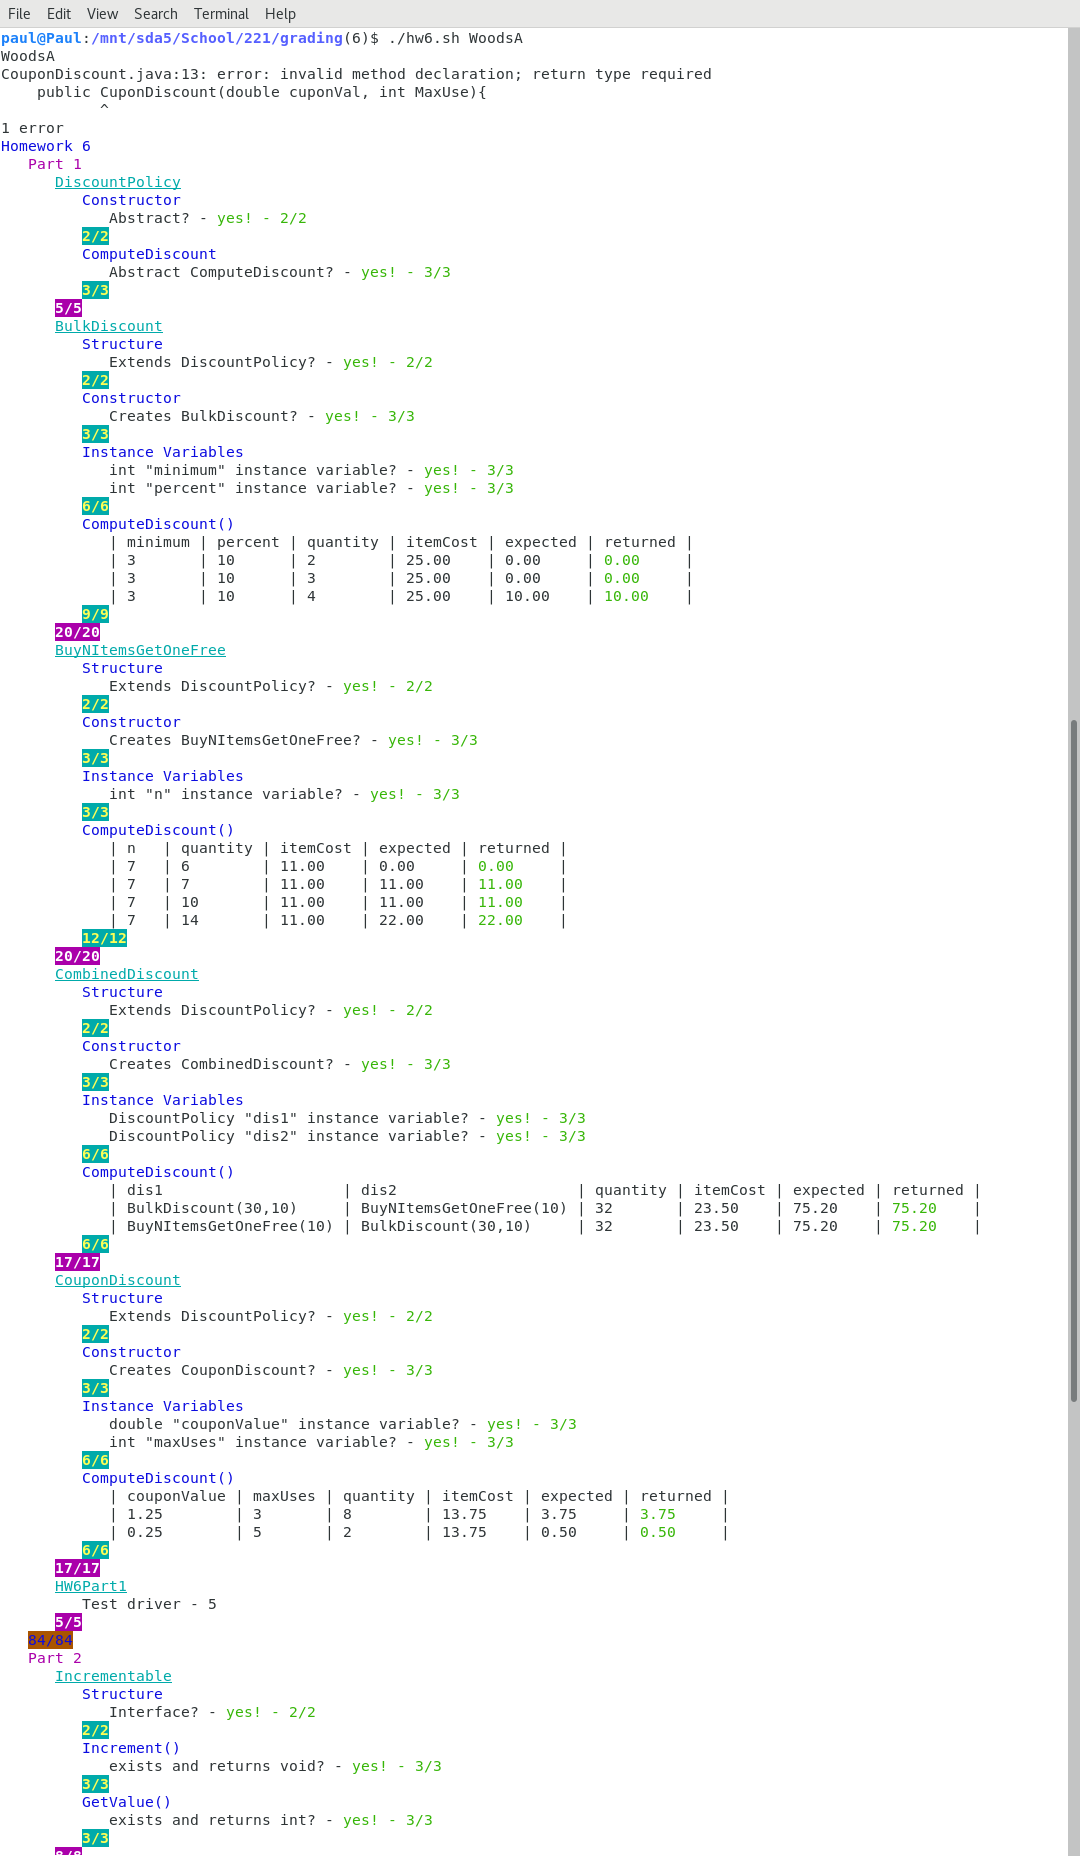 File Edit View Search Terminal Help
paul@Paul:/mnt/sda5/School/221/grading(6)$ ./hw6.sh WoodsA
WoodsA
CouponDiscount.java:13: error: invalid method declaration; return type required
    public CuponDiscount(double cuponVal, int MaxUse){
           ^
1 error
Homework 6
   Part 1
      DiscountPolicy
         Constructor
            Abstract? - yes! - 2/2
         2/2
         ComputeDiscount
            Abstract ComputeDiscount? - yes! - 3/3
         3/3
      5/5
      BulkDiscount
         Structure
            Extends DiscountPolicy? - yes! - 2/2
         2/2
         Constructor
            Creates BulkDiscount? - yes! - 3/3
         3/3
         Instance Variables
            int "minimum" instance variable? - yes! - 3/3
            int "percent" instance variable? - yes! - 3/3
         6/6
         ComputeDiscount()
            | minimum | percent | quantity | itemCost | expected | returned |
            | 3       | 10      | 2        | 25.00    | 0.00     | 0.00     |
            | 3       | 10      | 3        | 25.00    | 0.00     | 0.00     |
            | 3       | 10      | 4        | 25.00    | 10.00    | 10.00    |
         9/9
      20/20
      BuyNItemsGetOneFree
         Structure
            Extends DiscountPolicy? - yes! - 2/2
         2/2
         Constructor
            Creates BuyNItemsGetOneFree? - yes! - 3/3
         3/3
         Instance Variables
            int "n" instance variable? - yes! - 3/3
         3/3
         ComputeDiscount()
            | n   | quantity | itemCost | expected | returned |
            | 7   | 6        | 11.00    | 0.00     | 0.00     |
            | 7   | 7        | 11.00    | 11.00    | 11.00    |
            | 7   | 10       | 11.00    | 11.00    | 11.00    |
            | 7   | 14       | 11.00    | 22.00    | 22.00    |
         12/12
      20/20
      CombinedDiscount
         Structure
            Extends DiscountPolicy? - yes! - 2/2
         2/2
         Constructor
            Creates CombinedDiscount? - yes! - 3/3
         3/3
         Instance Variables
            DiscountPolicy "dis1" instance variable? - yes! - 3/3
            DiscountPolicy "dis2" instance variable? - yes! - 3/3
         6/6
         ComputeDiscount()
            | dis1                    | dis2                    | quantity | itemCost | expected | returned |
            | BulkDiscount(30,10)     | BuyNItemsGetOneFree(10) | 32       | 23.50    | 75.20    | 75.20    |
            | BuyNItemsGetOneFree(10) | BulkDiscount(30,10)     | 32       | 23.50    | 75.20    | 75.20    |
         6/6
      17/17
      CouponDiscount
         Structure
            Extends DiscountPolicy? - yes! - 2/2
         2/2
         Constructor
            Creates CouponDiscount? - yes! - 3/3
         3/3
         Instance Variables
            double "couponValue" instance variable? - yes! - 3/3
            int "maxUses" instance variable? - yes! - 3/3
         6/6
         ComputeDiscount()
            | couponValue | maxUses | quantity | itemCost | expected | returned |
            | 1.25        | 3       | 8        | 13.75    | 3.75     | 3.75     |
            | 0.25        | 5       | 2        | 13.75    | 0.50     | 0.50     |
         6/6
      17/17
      HW6Part1
         Test driver - 5
      5/5
   84/84
   Part 2
      Incrementable
         Structure
            Interface? - yes! - 2/2
         2/2
         Increment()
            exists and returns void? - yes! - 3/3
         3/3
         GetValue()
            exists and returns int? - yes! - 3/3
         3/3
      8/8